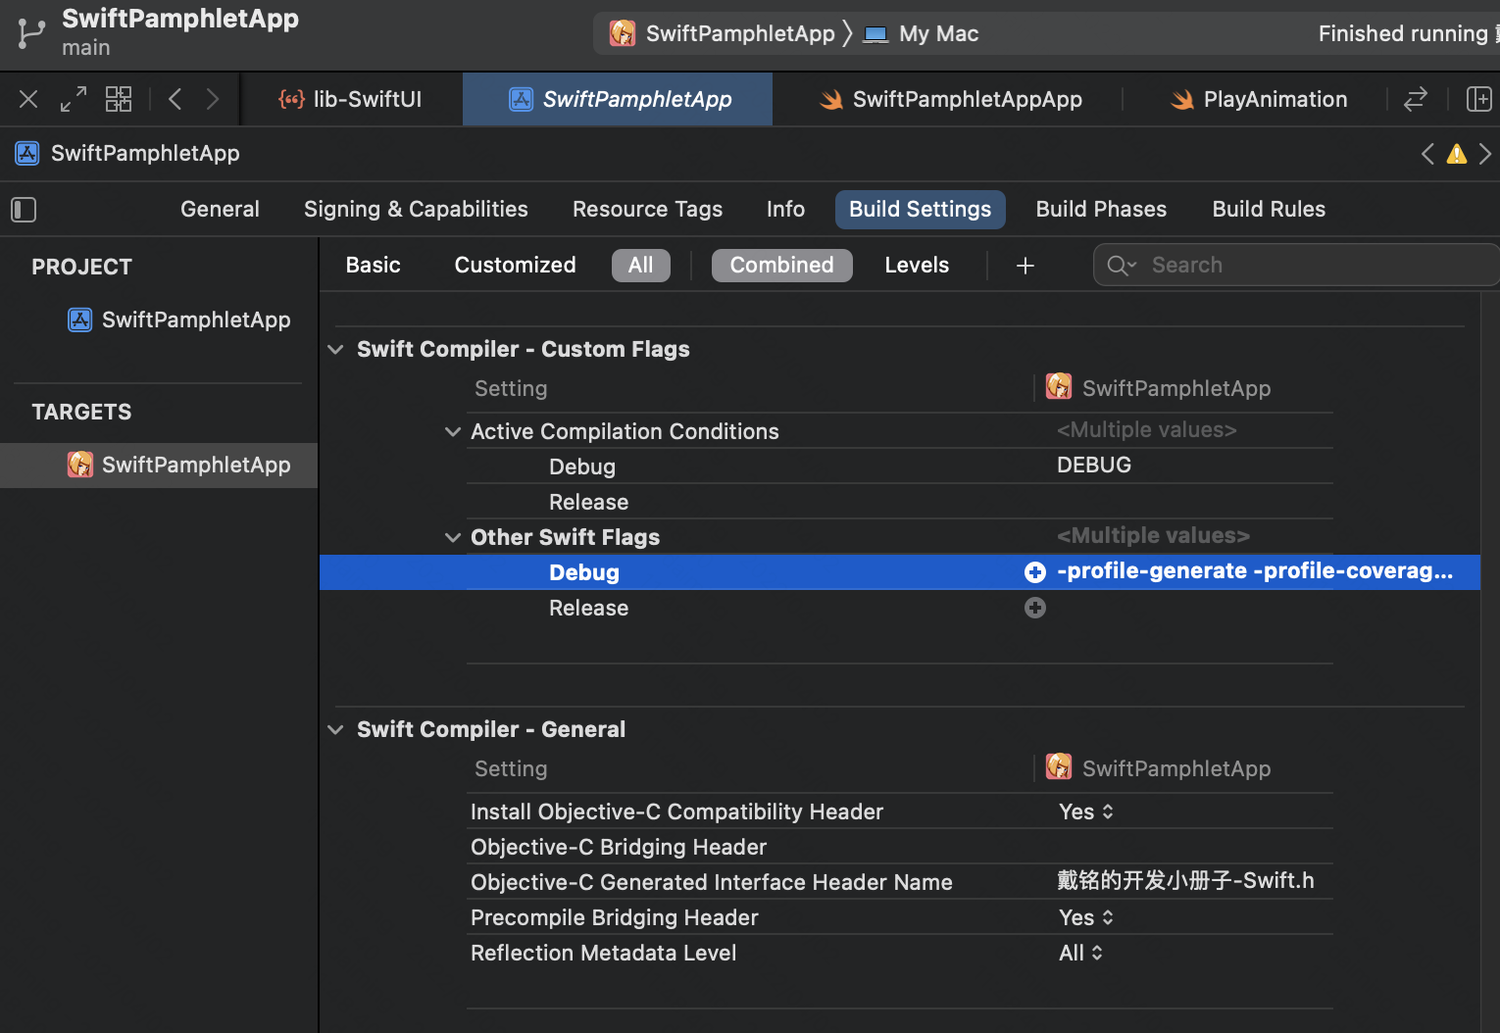 SwiftPamphletApp
main
SwiftPamphletApp
My Mac
Finished running
lib-SwiftUI
SwiftPamphletApp
SwiftPamphletAppApp
PlayAnimation
SwiftPamphletApp
General
Signing & Capabilities
Resource Tags
Info
Build Settings
Build Phases
Build Rules
PROJECT
SwiftPamphletApp
TARGETS
SwiftPamphletApp
Basic
Customized
All
Combined
Levels
Search
Swift Compiler - Custom Flags
Setting
SwiftPamphletApp
Active Compilation Conditions
<Multiple values>
Debug
DEBUG
Release
Other Swift Flags
<Multiple values>
Debug
-profile-generate -profile-coverag...
Release
Swift Compiler - General
Setting
SwiftPamphletApp
Install Objective-C Compatibility Header
Yes
Objective-C Bridging Header
Objective-C Generated Interface Header Name
戴铭的开发小册子-Swift.h
Precompile Bridging Header
Yes
Reflection Metadata Level
All